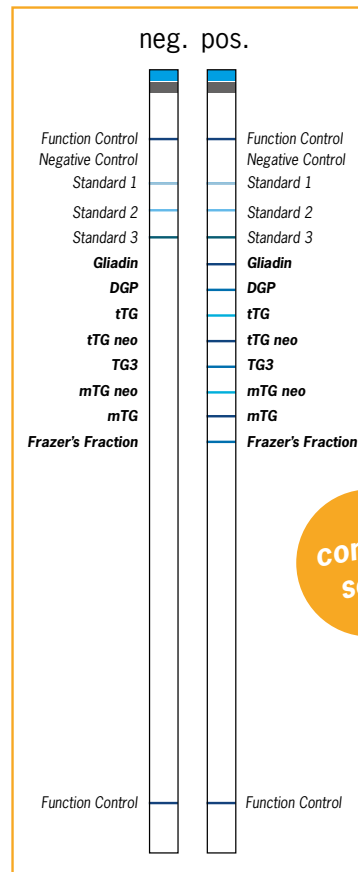 neg. pos.
Function Control Function Control
Negative Control Negative Control
Standard 1 Standard 1
Standard 2 Standard 2
Standard 3 Standard 3
Gliadin Gliadin
DGP DGP
tTG tTG
tTG neo tTG neo
TG3 TG3
mTG neo mTG neo
mTG mTG
Frazer's Fraction Frazer's Fraction
Function Control Function Control